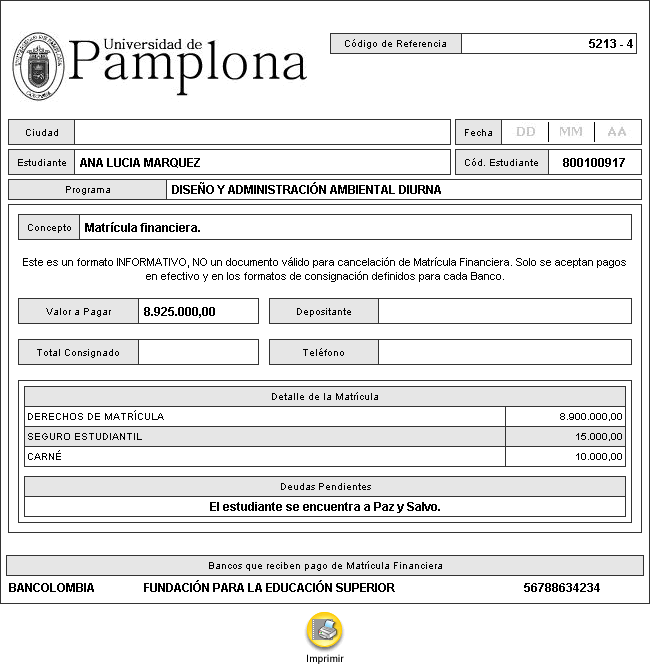 Universidad de
Pamplona
Código de Referencia 5213 - 4
Ciudad Fecha DD MM AA
Estudiante ANA LUCIA MARQUEZ Cód. Estudiante 800100917
Programa DISEÑO Y ADMINISTRACIÓN AMBIENTAL DIURNA
Concepto Matrícula financiera.
Este es un formato INFORMATIVO, NO un documento válido para cancelación de Matrícula Financiera. Solo se aceptan pagos
en efectivo y en los formatos de consignación definidos para cada Banco.
Valor a Pagar 8.925.000,00 Depositante
Total Consignado Teléfono
Detalle de la Matrícula
DERECHOS DE MATRÍCULA 8.900.000,00
SEGURO ESTUDIANTIL 15.000,00
CARNÉ 10.000,00
Deudas Pendientes
El estudiante se encuentra a Paz y Salvo.
Bancos que reciben pago de Matrícula Financiera
BANCOLOMBIA FUNDACIÓN PARA LA EDUCACIÓN SUPERIOR 56788634234
Imprimir